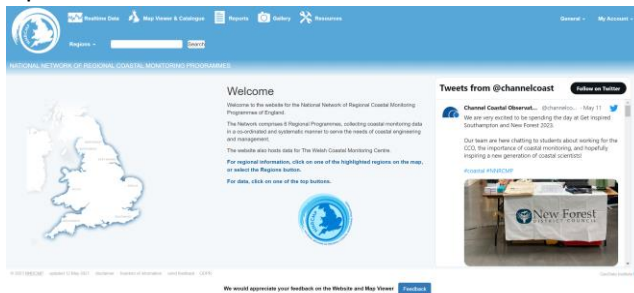 Realtime Data Map Viewer & Catalogue Reports Gallery Resources General My Account
Regions Search
NATIONAL NETWORK OF REGIONAL COASTAL MONITORING PROGRAMMES
Welcome
Welcome to the website for the National Network of Regional Coastal Monitoring
Programmes of England.
The Network comprises 6 Regional Programmes, collecting coastal monitoring data
in a co-ordinated and systematic manner to serve the needs of coastal engineering
and management.
The website also hosts data for The Welsh Coastal Monitoring Centre.
For regional information, click on one of the highlighted regions on the map,
or select the Regions button.
For data, click on one of the top buttons.
Tweets from @channelcoast Follow on Twitter
Channel Coastal Observat... @channelco... · May 11
We are very excited to be spending the day at Get Inspired
Southampton and New Forest 2023.
Our team are here chatting to students about working for the
CCO, the importance of coastal monitoring, and hopefully
inspiring a new generation of coastal scientists!
#coastal #NNRCMP
New Forest
DISTRICT COUNCIL
We would appreciate your feedback on the Website and Map Viewer Feedback